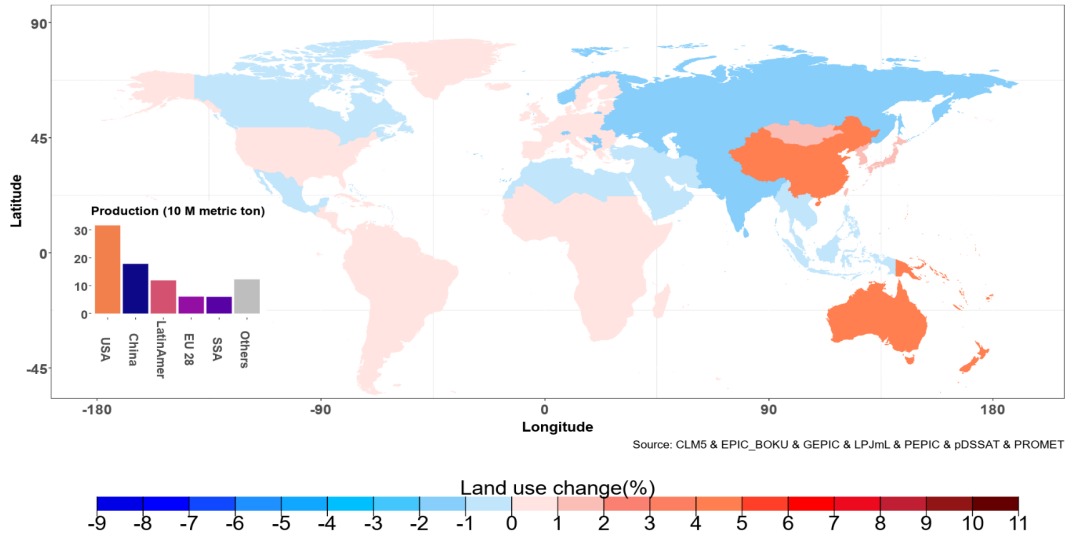 90
45
0
-45
Latitude
Production (10 M metric ton)
30
20
10
0
USA
China
LatinAmer
EU 28
SSA
Others
-180 -90 0 90 180
Longitude
Source: CLM5 & EPIC_BOKU & GEPIC & LPJmL & PEPIC & pDSSAT & PROMET
Land use change(%)
-9 -8 -7 -6 -5 -4 -3 -2 -1 0 1 2 3 4 5 6 7 8 9 10 11